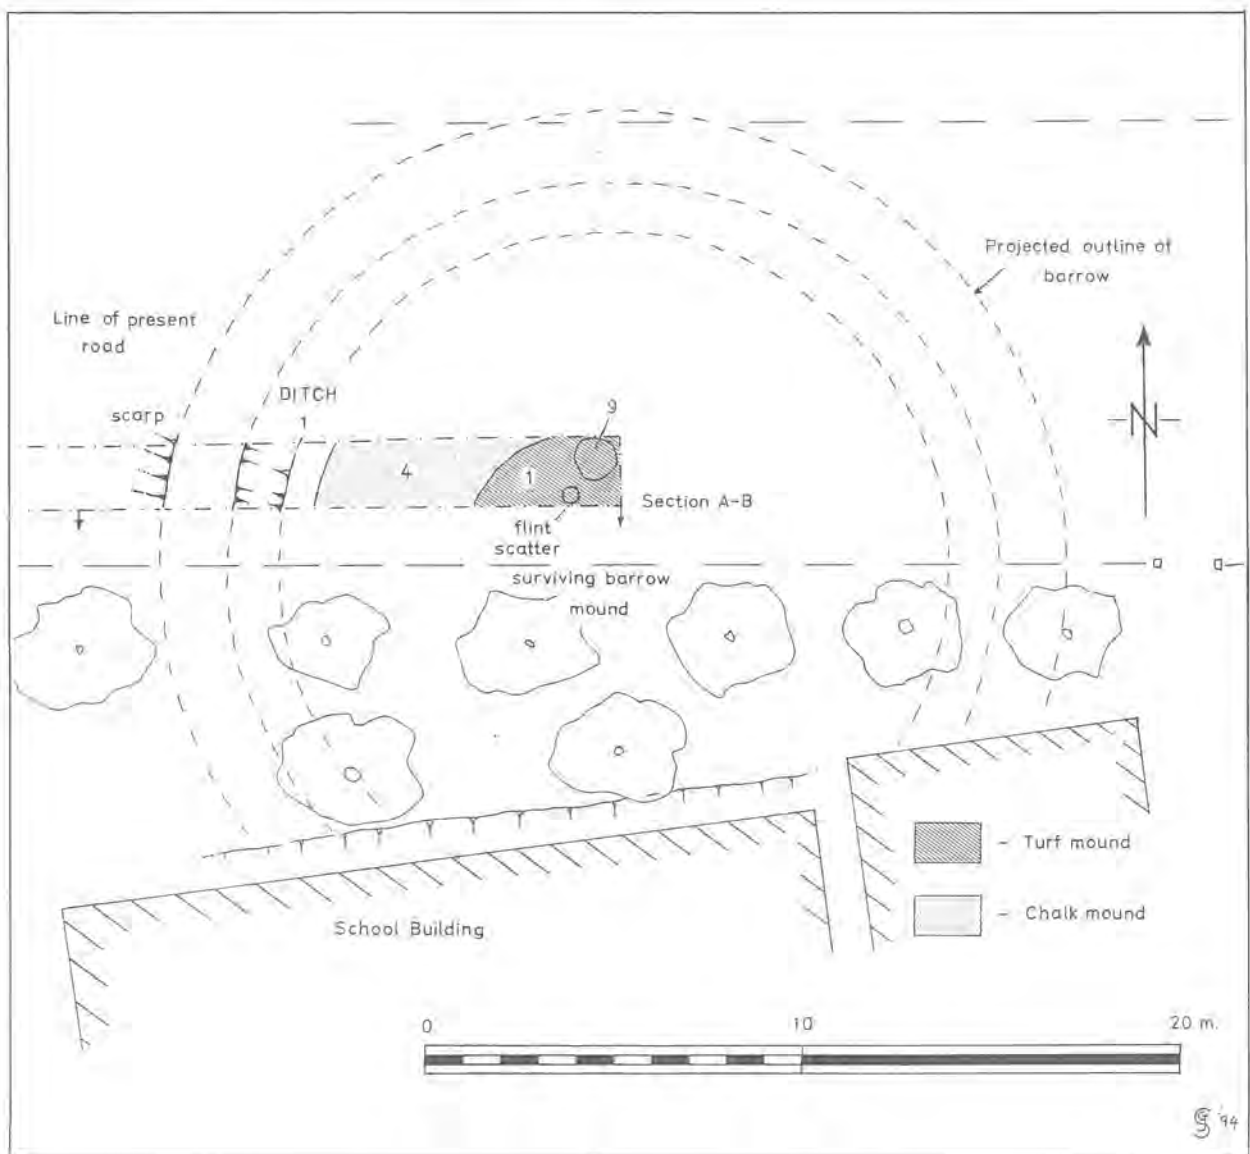 Projected outline of
barrow
Line of present
road
DITCH
1
scarp
9
4
1
Section A-B
flint
scatter
surviving barrow
mound
N
- Turf mound
- Chalk mound
School Building
0
10
20 m.
'94